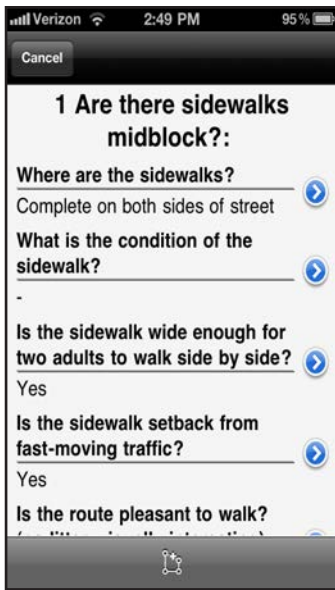 Verizon 2:49 PM 95%
Cancel
1 Are there sidewalks
midblock?:
Where are the sidewalks?
Complete on both sides of street
What is the condition of the
sidewalk?
-
Is the sidewalk wide enough for
two adults to walk side by side?
Yes
Is the sidewalk setback from
fast-moving traffic?
Yes
Is the route pleasant to walk?